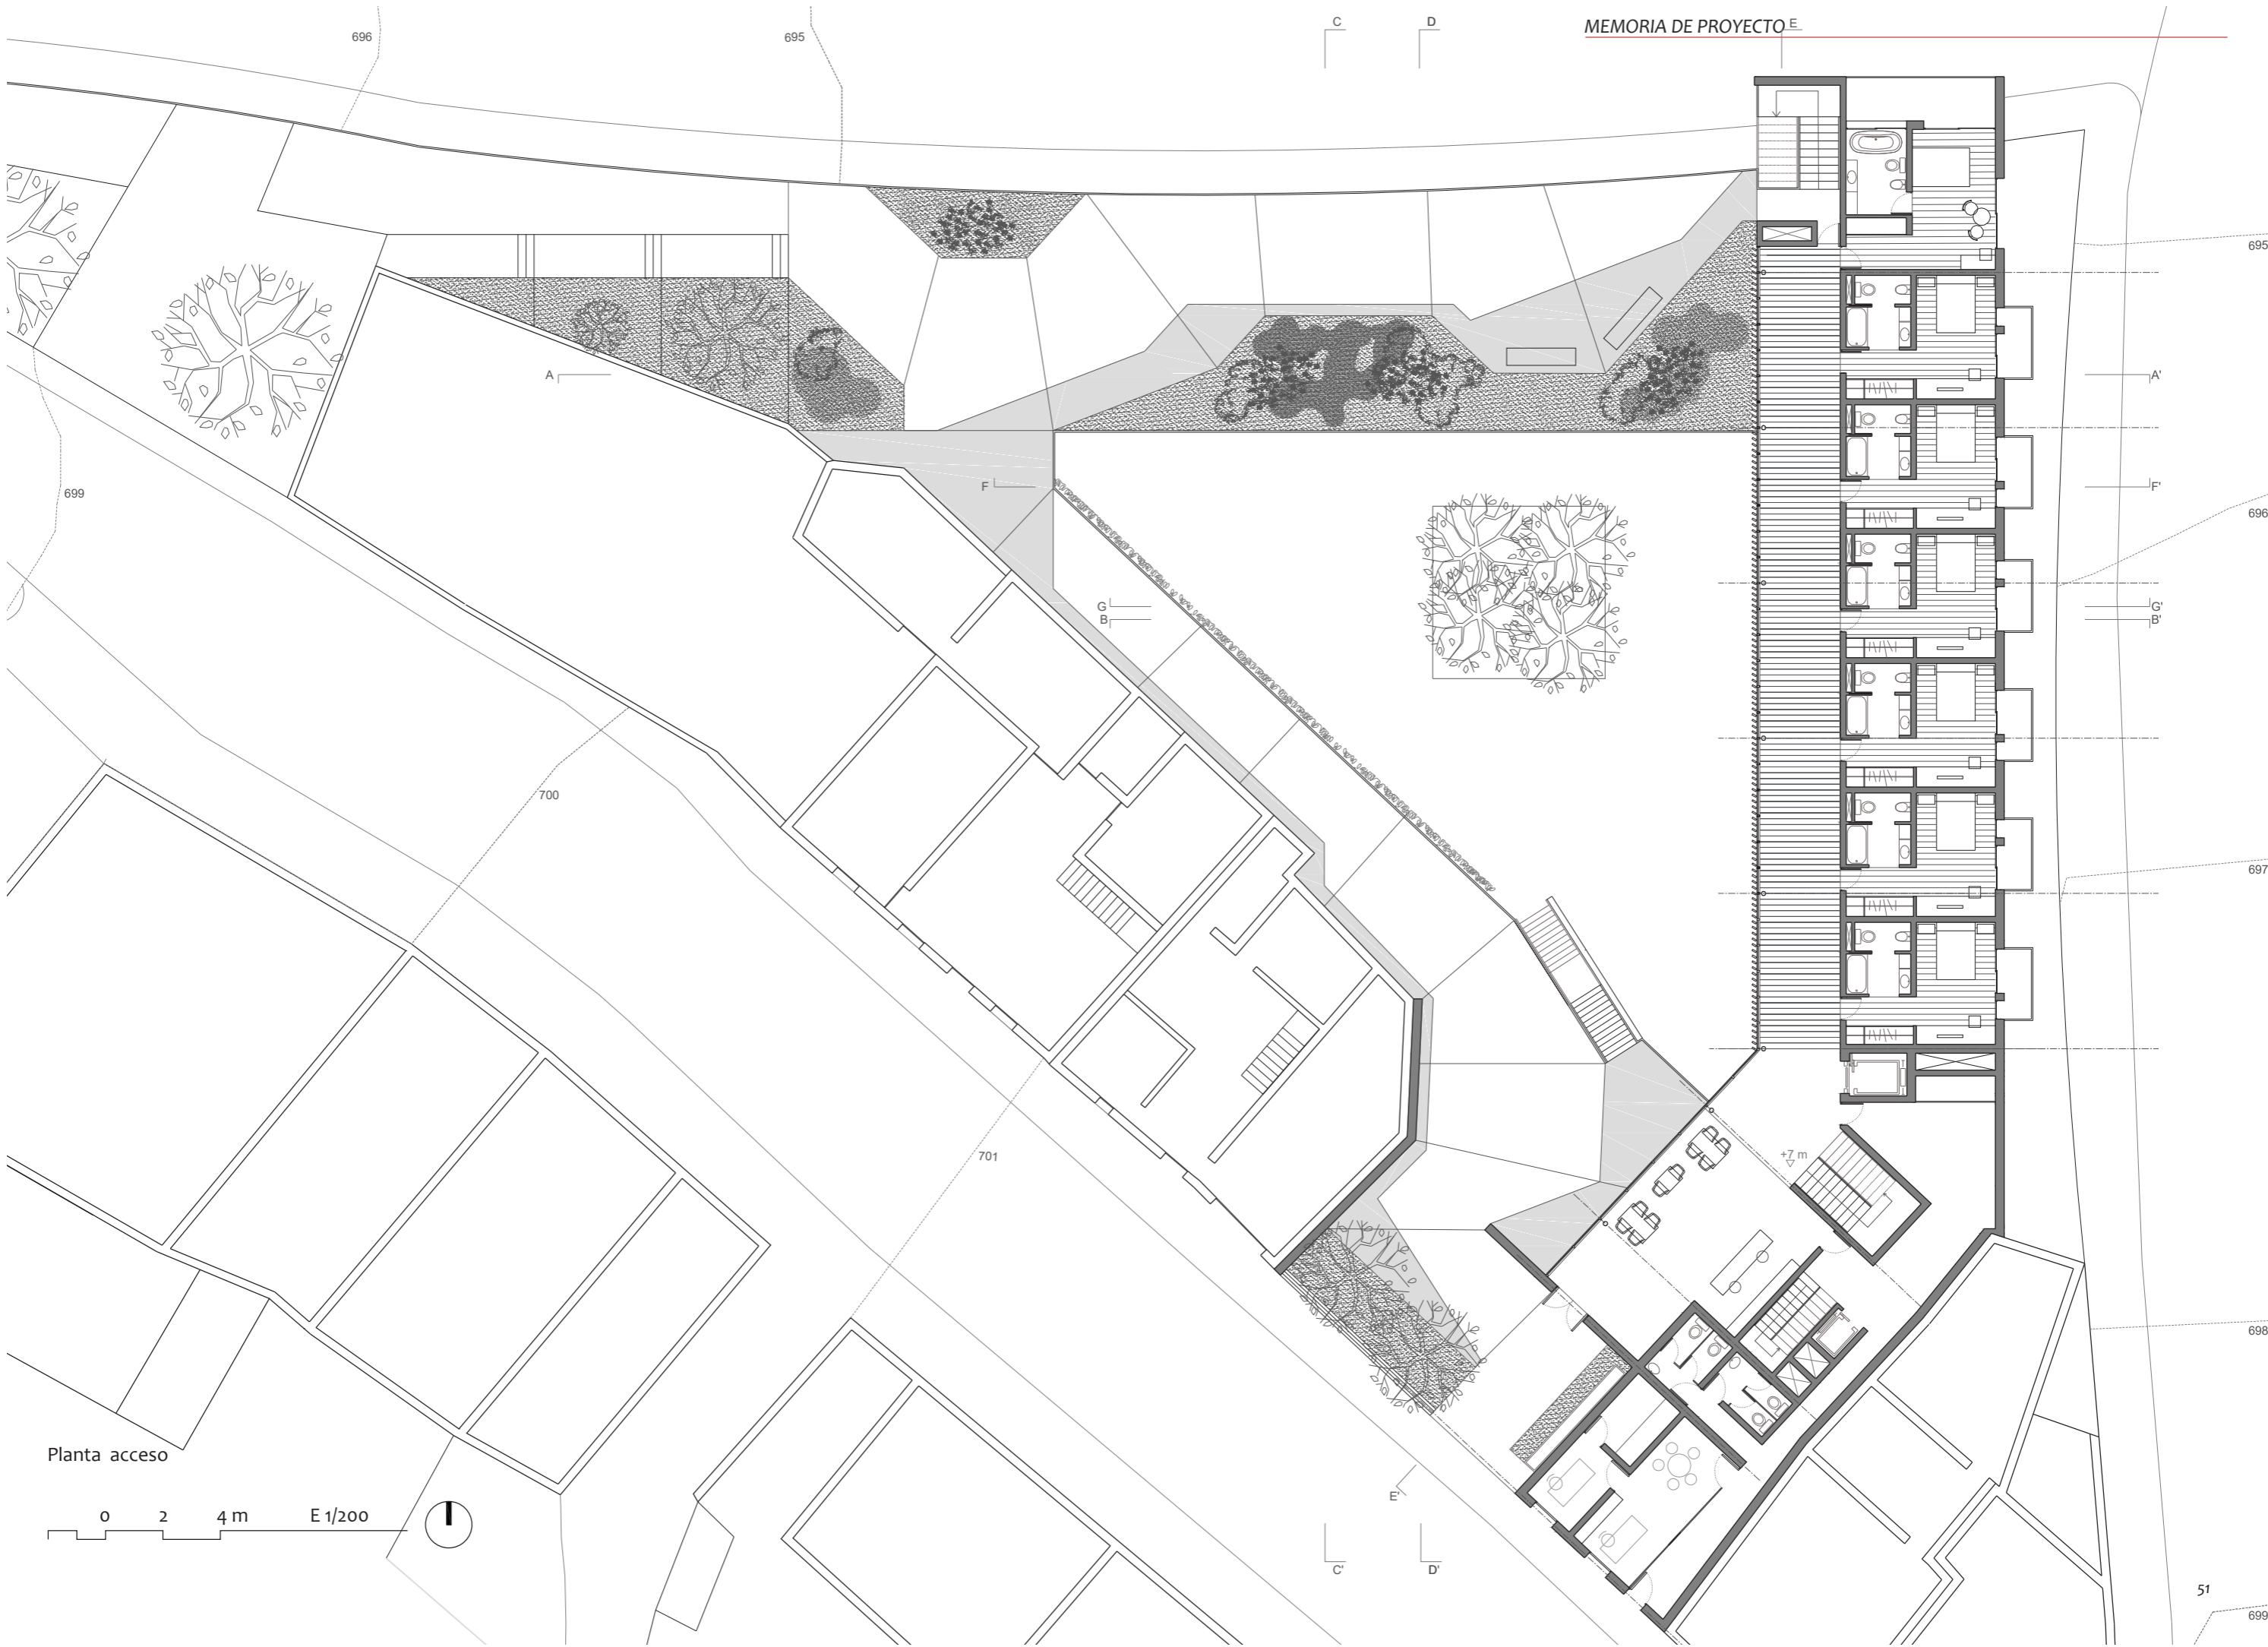 MEMORIA DE PROYECTO
C
D
E
696
695
695
A
A'
F
F'
699
696
G
G'
B
B'
700
697
701
+7 m
698
Planta acceso
E'
0 2 4 m E 1/200
C'
D'
51
699